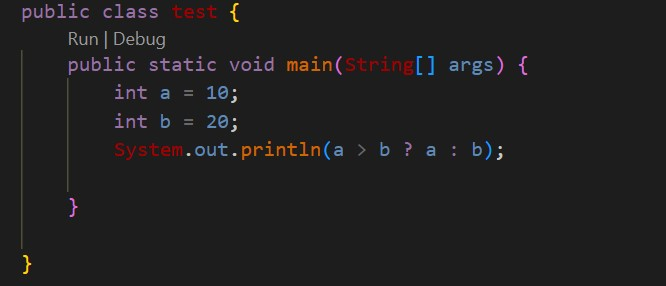 public class test {
Run | Debug
public static void main(String[] args) {
int a = 10;
int b = 20;
System.out.println(a > b ? a : b);
}
}